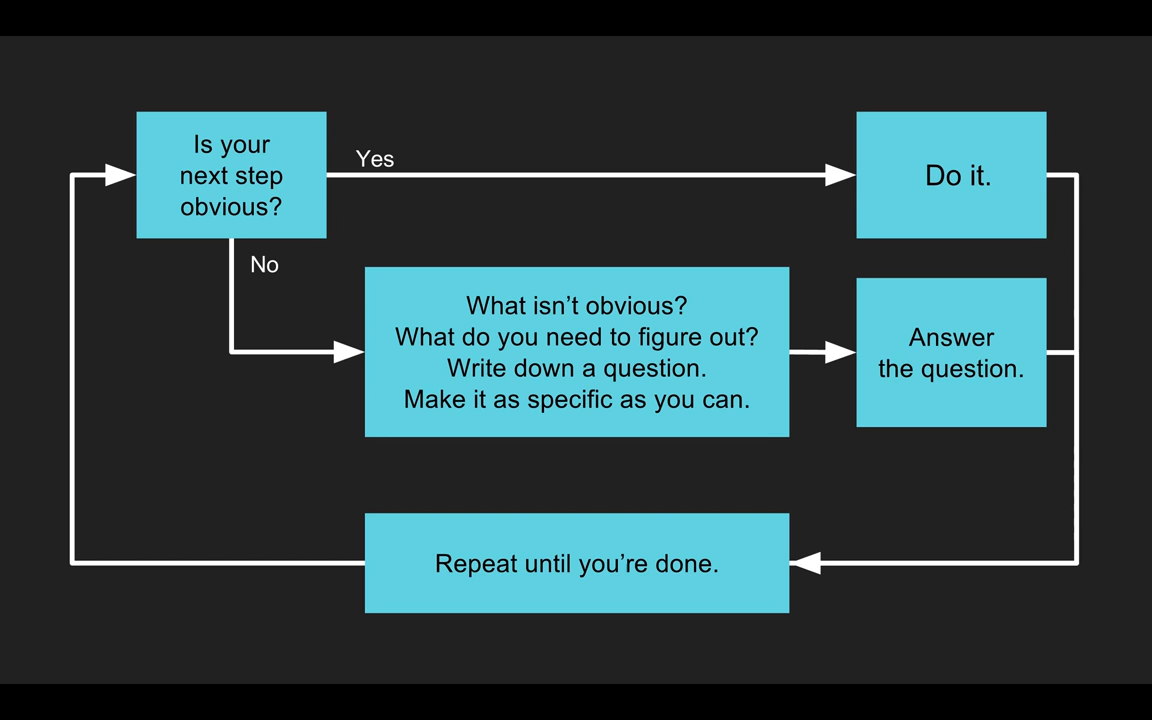 Is your
next step
obvious?
Yes
Do it.
No
What isn’t obvious?
What do you need to figure out?
Write down a question.
Make it as specific as you can.
Answer
the question.
Repeat until you’re done.